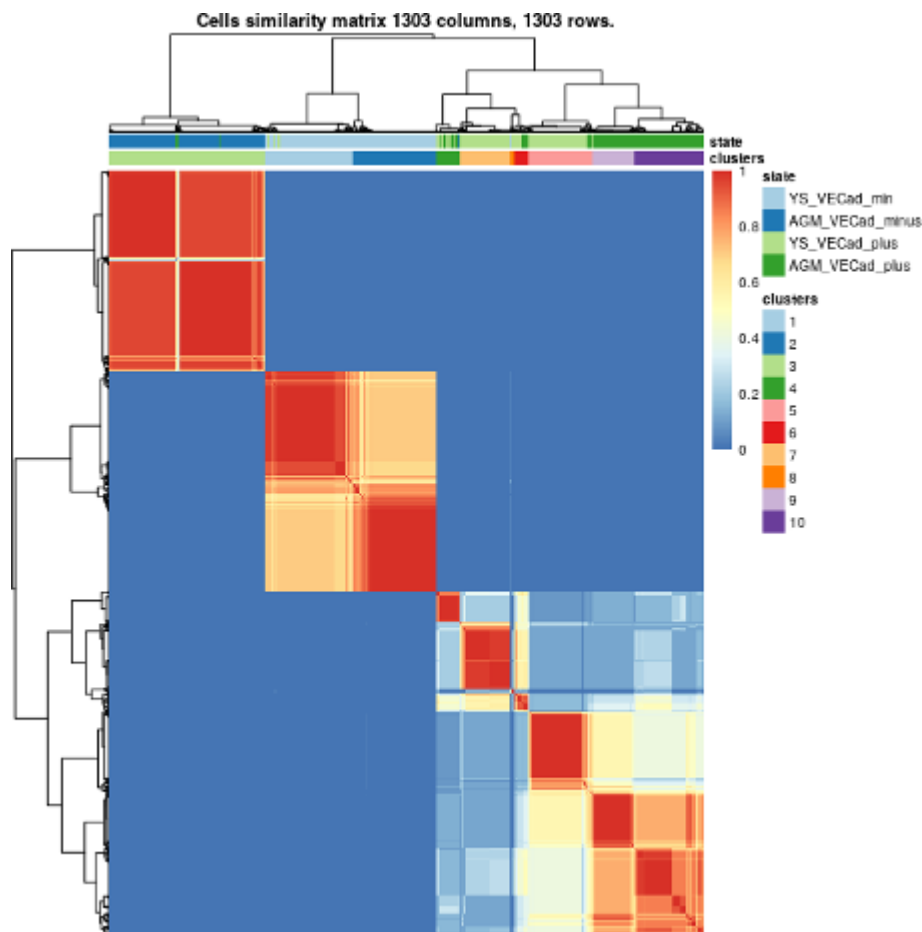 Cells similarity matrix 1303 columns, 1303 rows.
state
clusters
1
0.8
0.6
0.4
0.2
0
state
YS_VECad_min
AGM_VECad_minus
YS_VECad_plus
AGM_VECad_plus
clusters
1
2
3
4
5
6
7
8
9
10